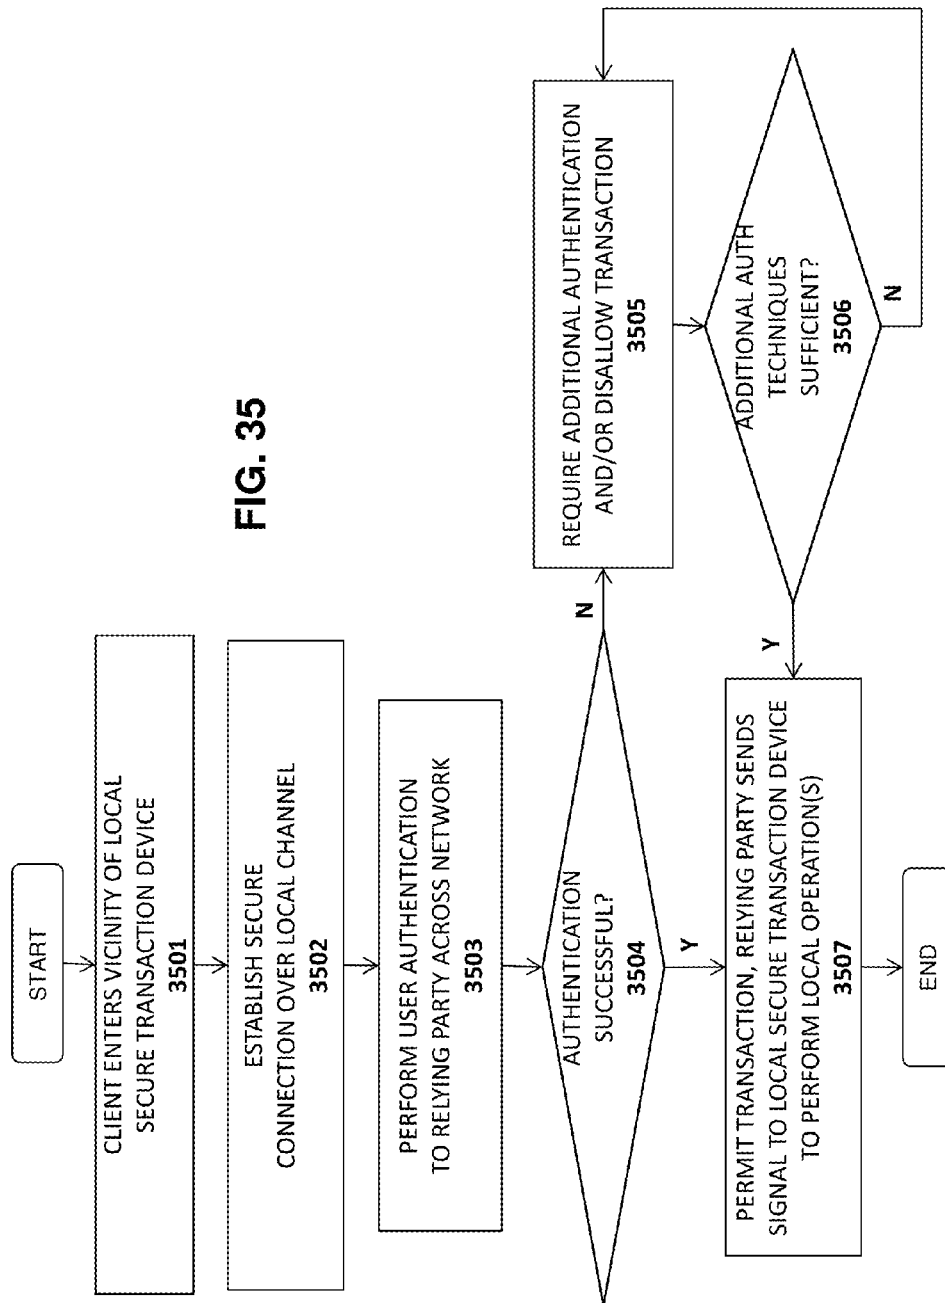 START
CLIENT ENTERS VICINITY OF LOCAL
SECURE TRANSACTION DEVICE
3501
ESTABLISH SECURE
CONNECTION OVER LOCAL CHANNEL
3502
PERFORM USER AUTHENTICATION
TO RELYING PARTY ACROSS NETWORK
3503
AUTHENTICATION
SUCCESSFUL?
3504
N
Y
REQUIRE ADDITIONAL AUTHENTICATION
AND/OR DISALLOW TRANSACTION
3505
ADDITIONAL AUTH
TECHNIQUES
SUFFICIENT?
3506
N
Y
PERMIT TRANSACTION, RELYING PARTY SENDS
SIGNAL TO LOCAL SECURE TRANSACTION DEVICE
TO PERFORM LOCAL OPERATION(S)
3507
END
FIG. 35